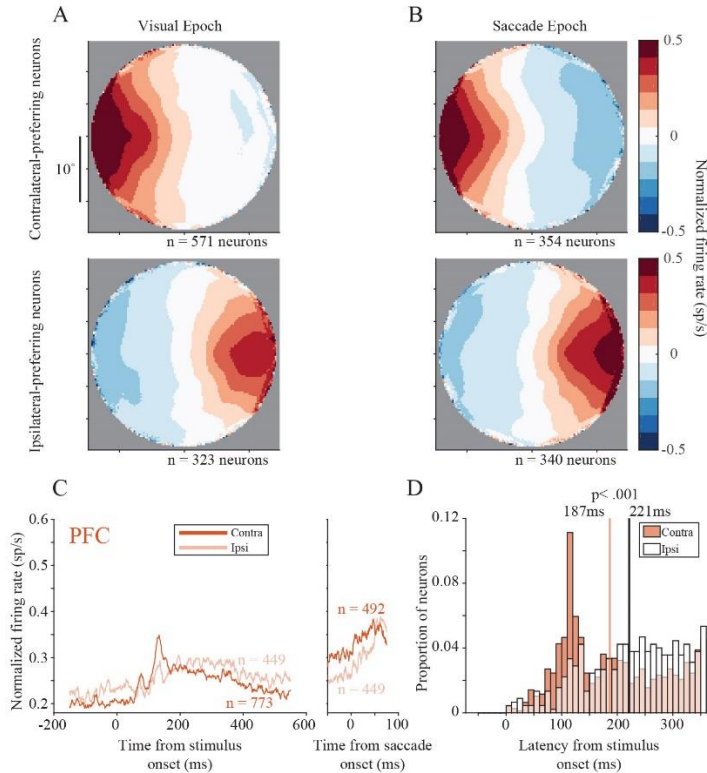 A
B
Visual Epoch
Saccade Epoch
Contralateral-preferring neurons
10°
n = 571 neurons
n = 354 neurons
0.5
0
-0.5
Normalized firing rate (sp/s)
Ipsilateral-preferring neurons
n = 323 neurons
n = 340 neurons
0.5
0
-0.5
C
D
p< .001
187ms
221ms
PFC
Contra
Ipsi
n = 492
n = 449
n = 449
n = 773
Contra
Ipsi
Normalized firing rate (sp/s)
0.6
0.5
0.4
0.3
0.2
0
200
400
600
Time from stimulus
onset (ms)
-50
0
50
100
Time from saccade
onset (ms)
Proportion of neurons
0.12
0.08
0.04
0
0
100
200
300
Latency from stimulus
onset (ms)